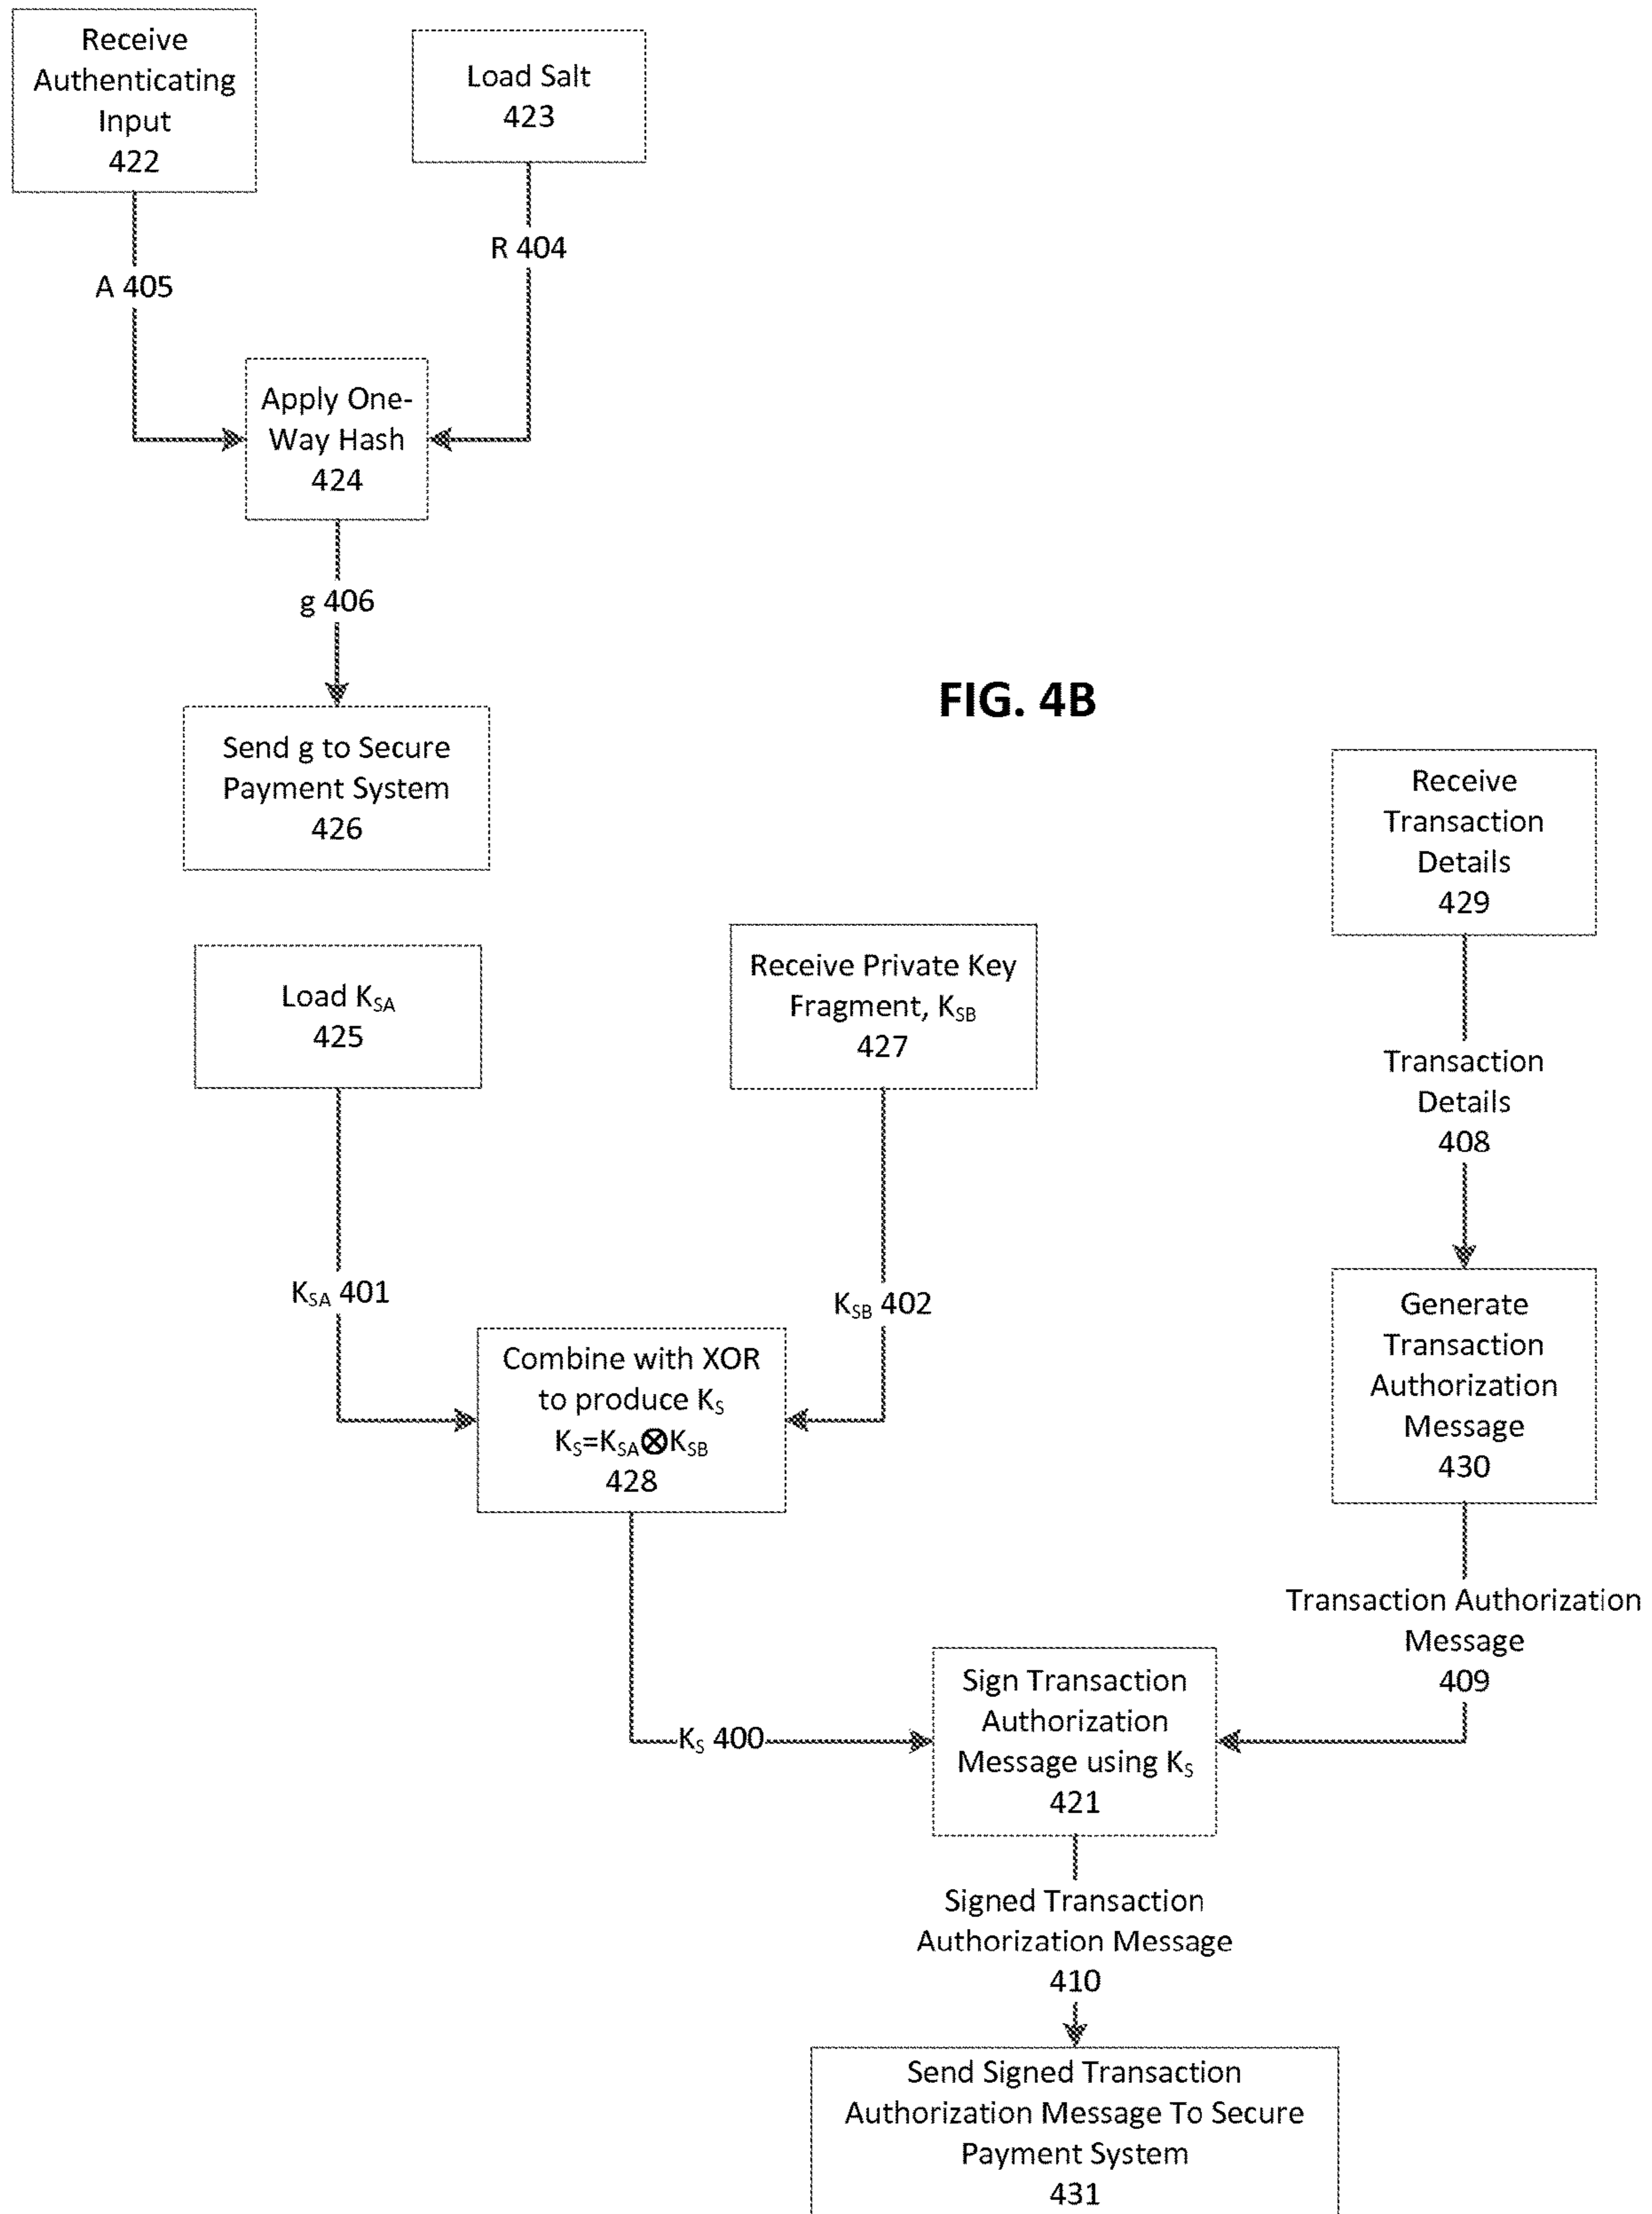 Receive
Authenticating
Input
422
Load Salt
423
R 404
A 405
Apply One-
Way Hash
424
g 406
FIG. 4B
Send g to Secure
Payment System
426
Receive
Transaction
Details
429
Load KSA
425
Receive Private Key
Fragment, KSB
427
Transaction
Details
408
KSA 401
KSB 402
Combine with XOR
to produce KS
KS=KSA⊗KSB
428
Generate
Transaction
Authorization
Message
430
Transaction Authorization
Message
409
KS 400
Sign Transaction
Authorization
Message using KS
421
Signed Transaction
Authorization Message
410
Send Signed Transaction
Authorization Message To Secure
Payment System
431